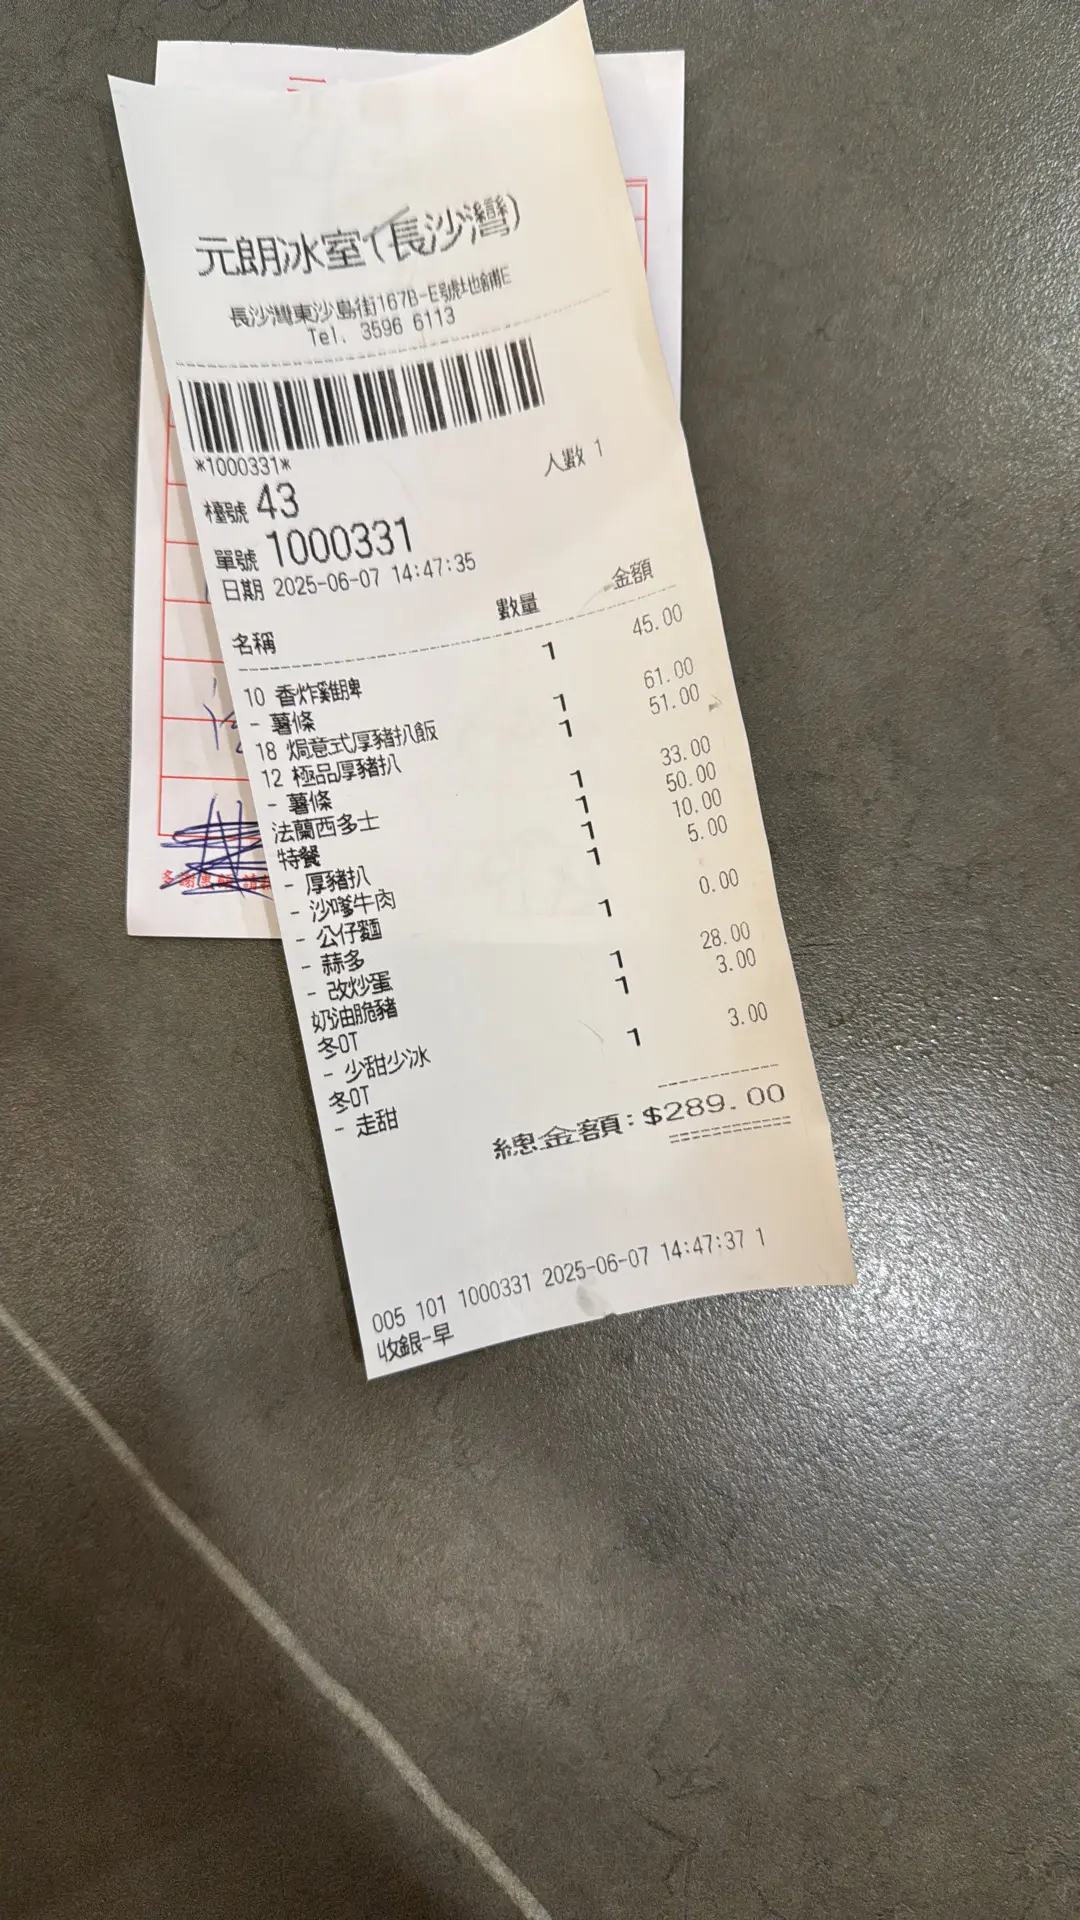 元朗冰室(長沙灣)
長沙灣東沙島街167B-E號地舖E
Tel. 3596 6113
*1000331*
檯號 43 人數 1
單號 1000331
日期 2025-06-07 14:47:35
名稱 數量 金額
10 香炸雞髀 1 45.00
- 薯條
18 焗意式厚豬扒飯 1 61.00
12 極品厚豬扒 1 51.00
- 薯條
法蘭西多士 1 33.00
特餐 1 50.00
- 厚豬扒 1 10.00
- 沙嗲牛肉 1 5.00
- 公仔麵
- 蒜多 1 0.00
- 改炒蛋
奶油脆豬 1 28.00
冬OT 1 3.00
- 少甜少冰
冬OT 1 3.00
- 走甜
總金額:$289.00
005 101 1000331 2025-06-07 14:47:37 1
收銀-早